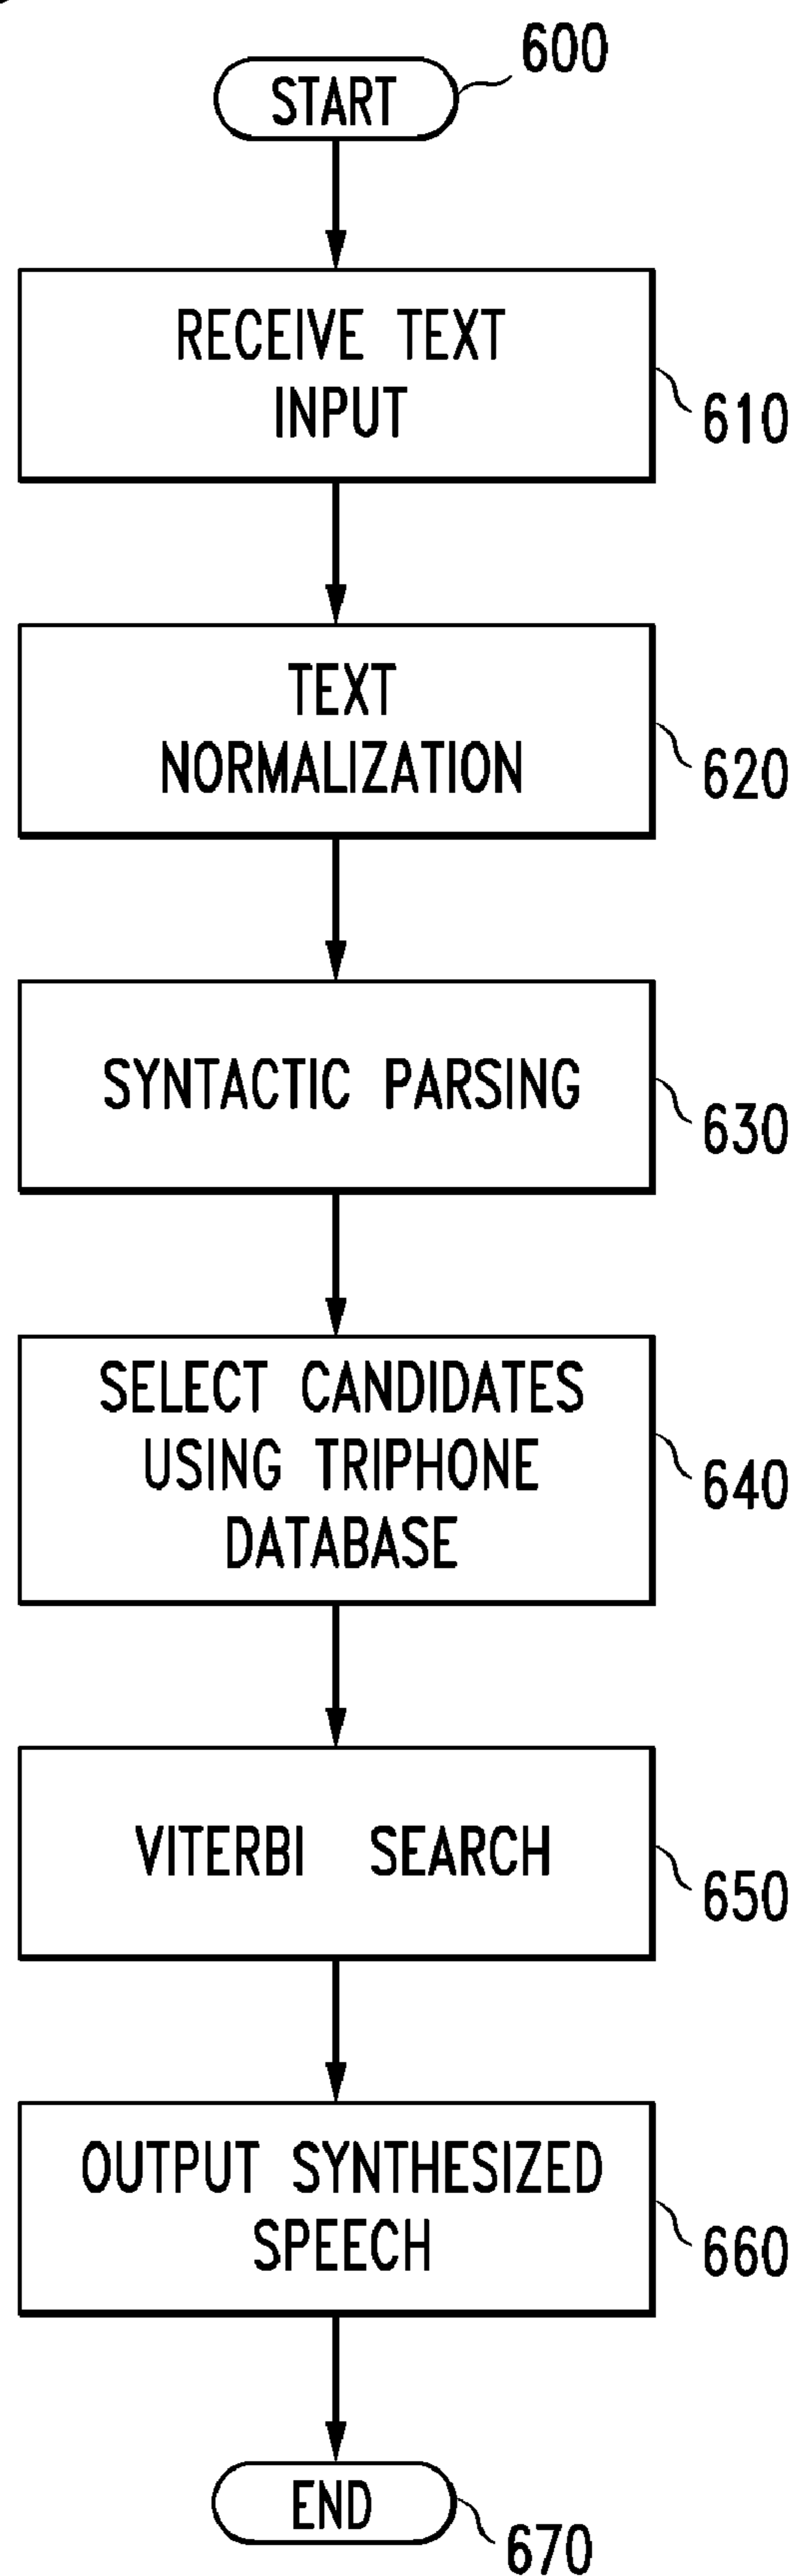 600
START
RECEIVE TEXT
INPUT
610
TEXT
NORMALIZATION
620
SYNTACTIC PARSING
630
SELECT CANDIDATES
USING TRIPHONE
DATABASE
640
VITERBI SEARCH
650
OUTPUT SYNTHESIZED
SPEECH
660
END
670